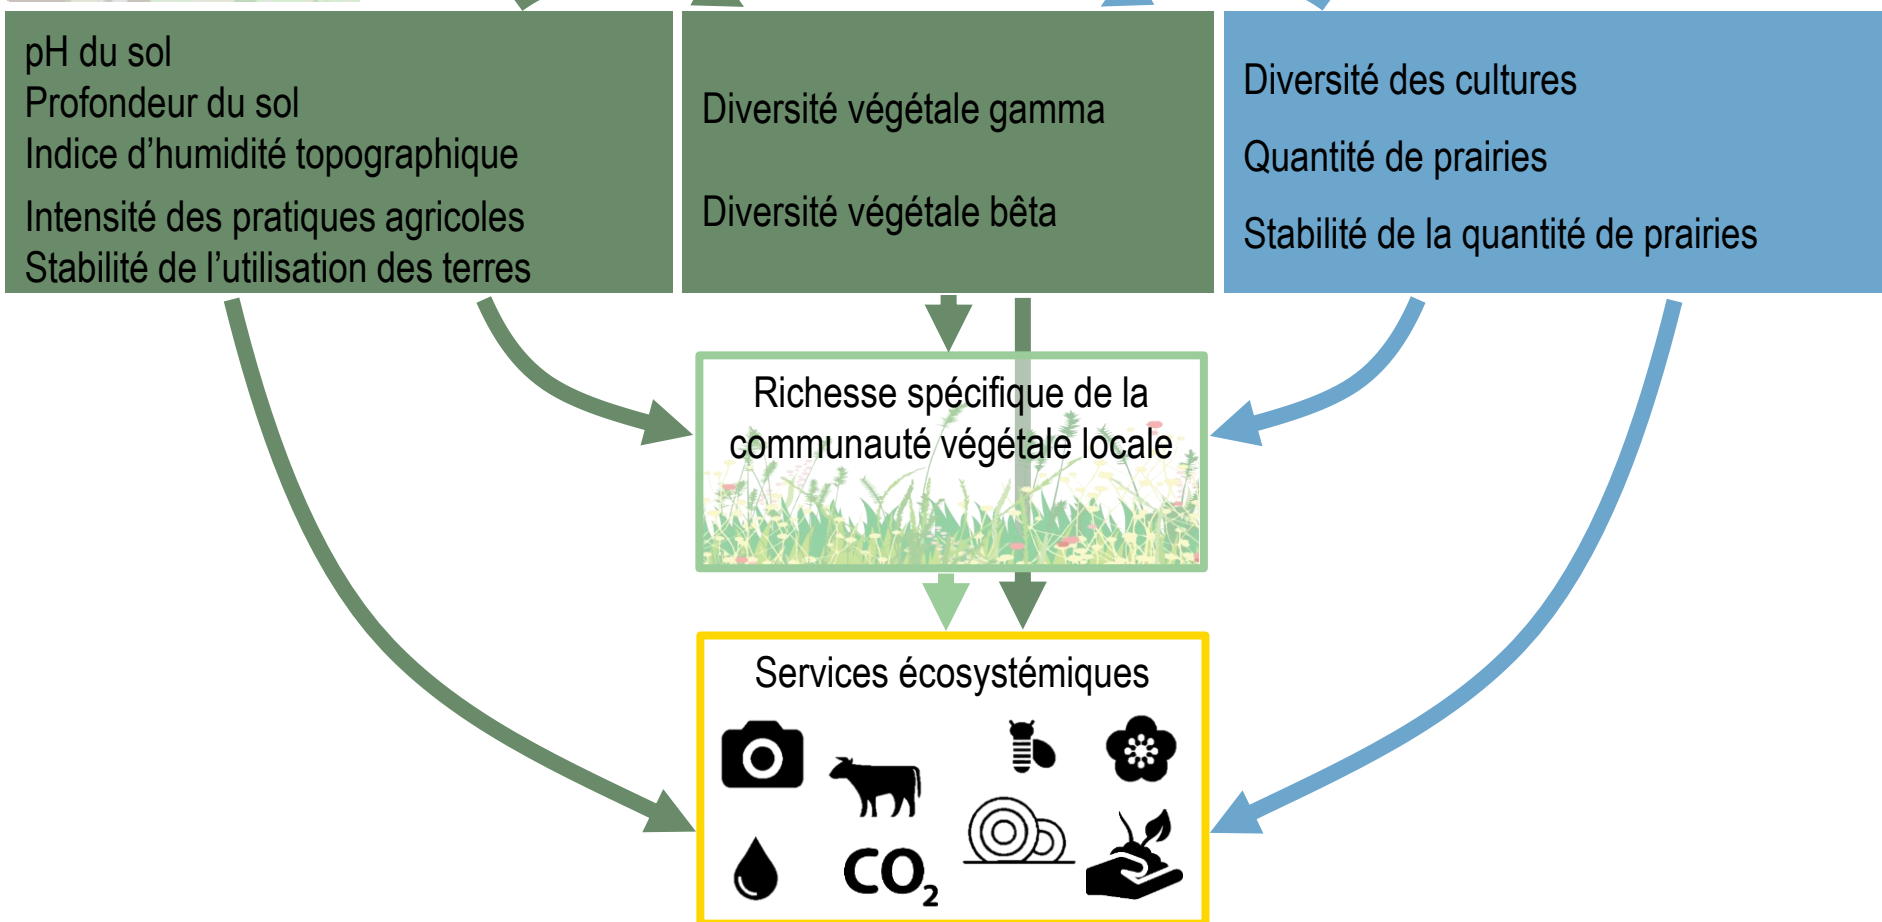 pH du sol
Profondeur du sol
Indice d’humidité topographique
Intensité des pratiques agricoles
Stabilité de l’utilisation des terres
Diversité végétale gamma
Diversité végétale bêta
Diversité des cultures
Quantité de prairies
Stabilité de la quantité de prairies
Richesse spécifique de la
communauté végétale locale
Services écosystémiques
CO₂